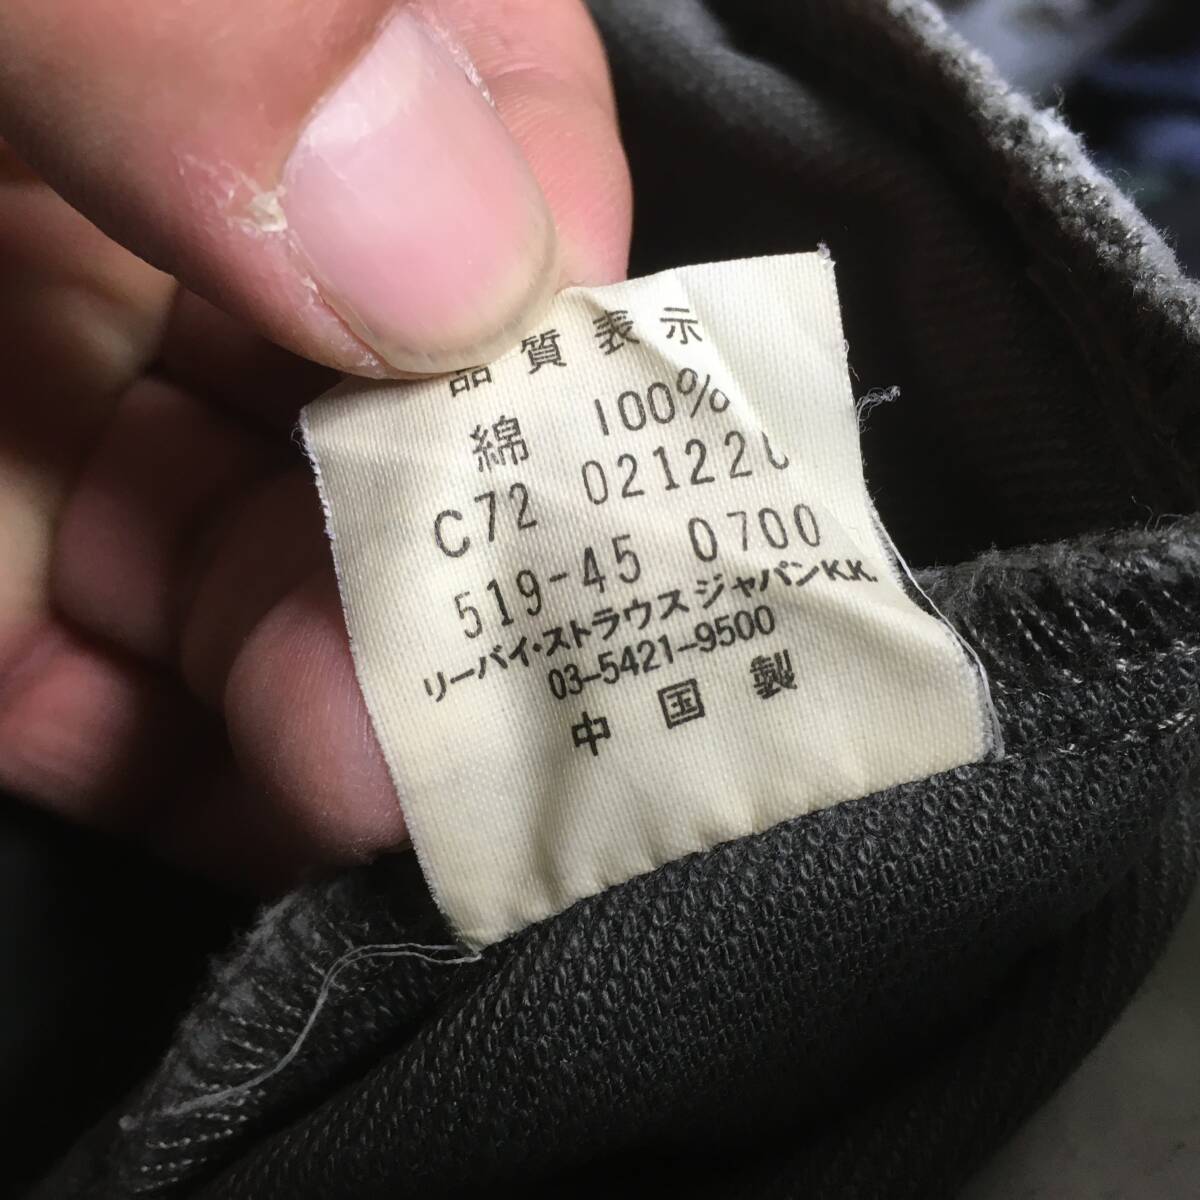 品質表示
綿 100%
C72 02122
519-45 0700
リーバイ・ストラウスジャパンK.K.
03-5421-9500
中国製